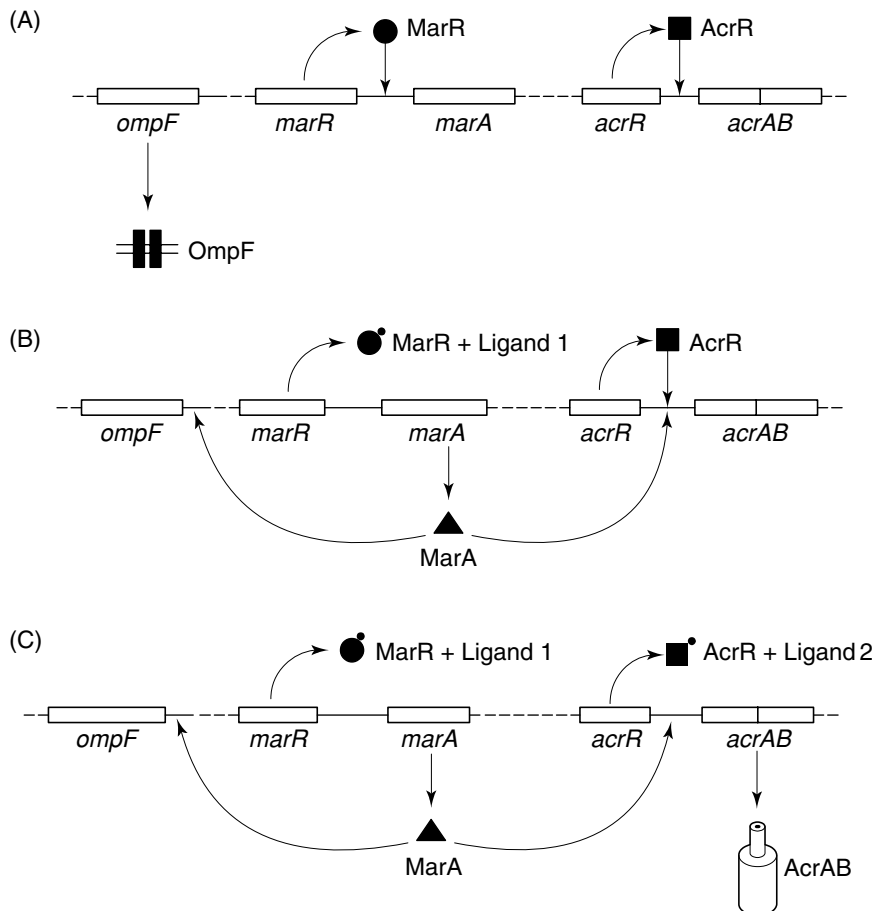 (A)
MarR
AcrR
ompF
marR
marA
acrR
acrAB
OmpF
(B)
MarR + Ligand 1
AcrR
ompF
marR
marA
acrR
acrAB
MarA
(C)
MarR + Ligand 1
AcrR + Ligand 2
ompF
marR
marA
acrR
acrAB
MarA
AcrAB